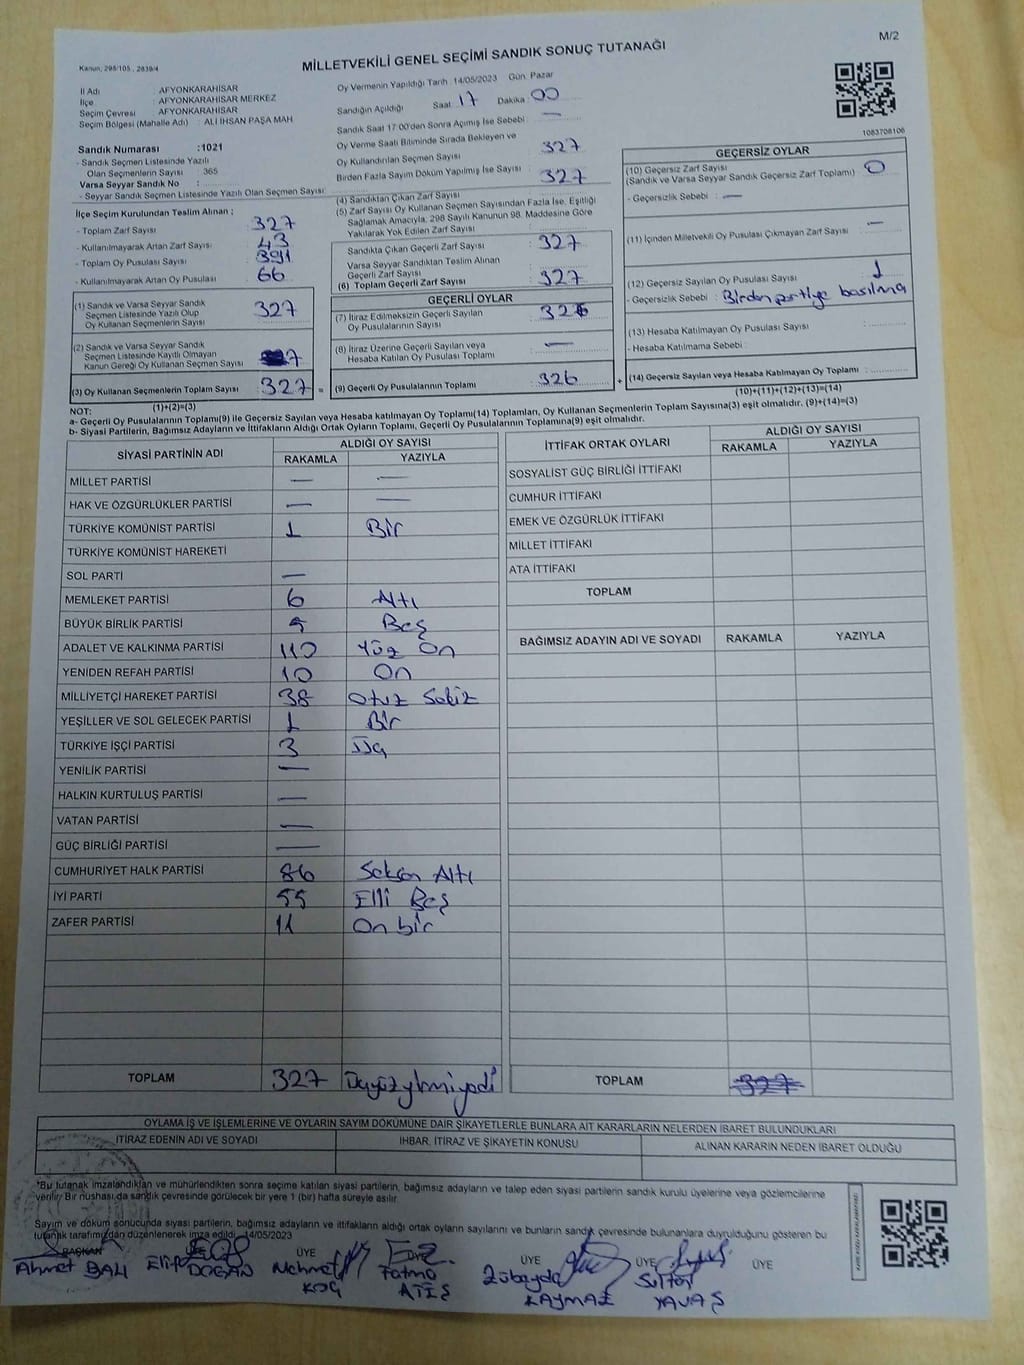 M/2
Kanun, 298/105 , 2839/4
MİLLETVEKİLİ GENEL SEÇİMİ SANDIK SONUÇ TUTANAĞI
İl Adı : AFYONKARAHİSAR
İlçe : AFYONKARAHİSAR MERKEZ
Seçim Çevresi : AFYONKARAHİSAR
Seçim Bölgesi (Mahalle Adı) : ALİ İHSAN PAŞA MAH
Sandık Numarası :1021
- Sandık Seçmen Listesinde Yazılı
Olan Seçmenlerin Sayısı : 365
Varsa Seyyar Sandık No :
- Seyyar Sandık Seçmen Listesinde Yazılı Olan Seçmen Sayısı:
Oy Vermenin Yapıldığı Tarih 14/05/2023 Gün Pazar
Sandığın Açıldığı Saat 17 Dakika : 00
Sandık Saat 17:00'den Sonra Açılmış İse Sebebi : —
Oy Verme Saati Bitiminde Sırada Bekleyen ve
Oy Kullandırılan Seçmen Sayısı : 327
Birden Fazla Sayım Döküm Yapılmış İse Sayısı : 327
1083708106
İlçe Seçim Kurulundan Teslim Alınan ;
- Toplam Zarf Sayısı : 327
- Kullanılmayarak Artan Zarf Sayısı : 43
- Toplam Oy Pusulası Sayısı : 391
- Kullanılmayarak Artan Oy Pusulası : 66
(1) Sandık ve Varsa Seyyar Sandık
Seçmen Listesinde Yazılı Olup
Oy Kullanan Seçmenlerin Sayısı : 327
(2) Sandık ve Varsa Seyyar Sandık
Seçmen Listesinde Kayıtlı Olmayan
Kanun Gereği Oy Kullanan Seçmen Sayısı : 7
(3) Oy Kullanan Seçmenlerin Toplam Sayısı : 327 =
(1)+(2)=(3)
(4) Sandıktan Çıkan Zarf Sayısı :
(5) Zarf Sayısı Oy Kullanan Seçmen Sayısından Fazla İse, Eşitliği
Sağlamak Amacıyla, 298 Sayılı Kanunun 98. Maddesine Göre
Yakılarak Yok Edilen Zarf Sayısı :
Sandıkta Çıkan Geçerli Zarf Sayısı : 327
Varsa Seyyar Sandıktan Teslim Alınan
Geçerli Zarf Sayısı :
(6) Toplam Geçerli Zarf Sayısı : 327
GEÇERLİ OYLAR
(7) İtiraz Edilmeksizin Geçerli Sayılan
Oy Pusulalarının Sayısı : 326
(8) İtiraz Üzerine Geçerli Sayılan veya
Hesaba Katılan Oy Pusulası Toplamı : —
(9) Geçerli Oy Pusulalarının Toplamı : 326 +
GEÇERSİZ OYLAR
(10) Geçersiz Zarf Sayısı
(Sandık ve Varsa Seyyar Sandık Geçersiz Zarf Toplamı) : 0
- Geçersizlik Sebebi : —
(11) İçinden Milletvekili Oy Pusulası Çıkmayan Zarf Sayısı : —
(12) Geçersiz Sayılan Oy Pusulası Sayısı : 1
- Geçersizlik Sebebi : Birden partiye basılma
(13) Hesaba Katılmayan Oy Pusulası Sayısı :
- Hesaba Katılmama Sebebi :
(14) Geçersiz Sayılan veya Hesaba Katılmayan Oy Toplamı :
(10)+(11)+(12)+(13)=(14)
NOT:
a- Geçerli Oy Pusulalarının Toplamı(9) ile Geçersiz Sayılan veya Hesaba katılmayan Oy Toplamı(14) Toplamları, Oy Kullanan Seçmenlerin Toplam Sayısına(3) eşit olmalıdır. (9)+(14)=(3)
b- Siyasi Partilerin, Bağımsız Adayların ve İttifakların Aldığı Ortak Oyların Toplamı, Geçerli Oy Pusulalarının Toplamına(9) eşit olmalıdır.
SİYASİ PARTİNİN ADI ALDIĞI OY SAYISI
RAKAMLA YAZIYLA
MİLLET PARTİSİ — —
HAK VE ÖZGÜRLÜKLER PARTİSİ — —
TÜRKİYE KOMÜNİST PARTİSİ 1 Bir
TÜRKİYE KOMÜNİST HAREKETİ
SOL PARTİ —
MEMLEKET PARTİSİ 6 Altı
BÜYÜK BİRLİK PARTİSİ 5 Beş
ADALET VE KALKINMA PARTİSİ 110 Yüz On
YENİDEN REFAH PARTİSİ 10 On
MİLLİYETÇİ HAREKET PARTİSİ 38 Otuz Sekiz
YEŞİLLER VE SOL GELECEK PARTİSİ 1 Bir
TÜRKİYE İŞÇİ PARTİSİ 3 Üç
YENİLİK PARTİSİ —
HALKIN KURTULUŞ PARTİSİ —
VATAN PARTİSİ —
GÜÇ BİRLİĞİ PARTİSİ —
CUMHURİYET HALK PARTİSİ 86 Seksen Altı
İYİ PARTİ 55 Elli Beş
ZAFER PARTİSİ 11 On bir
TOPLAM 327 Üçyüzyirmiyedi
İTTİFAK ORTAK OYLARI ALDIĞI OY SAYISI
RAKAMLA YAZIYLA
SOSYALİST GÜÇ BİRLİĞİ İTTİFAKI
CUMHUR İTTİFAKI
EMEK VE ÖZGÜRLÜK İTTİFAKI
MİLLET İTTİFAKI
ATA İTTİFAKI
TOPLAM
BAĞIMSIZ ADAYIN ADI VE SOYADI RAKAMLA YAZIYLA
TOPLAM 327
OYLAMA İŞ VE İŞLEMLERİNE VE OYLARIN SAYIM DÖKÜMÜNE DAİR ŞİKAYETLERLE BUNLARA AİT KARARLARIN NELERDEN İBARET BULUNDUKLARI
İTİRAZ EDENİN ADI VE SOYADI İHBAR, İTİRAZ VE ŞİKAYETİN KONUSU ALINAN KARARIN NEDEN İBARET OLDUĞU
*Bu tutanak imzalandıktan ve mühürlendikten sonra seçime katılan siyasi partilerin, bağımsız adayların ve talep eden siyasi partilerin sandık kurulu üyelerine veya gözlemcilerine
verilir. Bir nüshası da sandık çevresinde görülecek bir yere 1 (bir) hafta süreyle asılır.
Sayım ve döküm sonucunda siyasi partilerin, bağımsız adayların ve ittifakların aldığı ortak oyların sayılarını ve bunların sandık çevresinde bulunanlara duyrulduğunu gösteren bu
tutanak tarafımızdan düzenlenerek imza edildi. 14/05/2023
BAŞKAN ÜYE ÜYE ÜYE ÜYE ÜYE ÜYE
Ahmet BALI Elif DOĞAN Mehmet KOÇ Fatma ATEŞ Zübayda KAYMAZ Sultan YAVAŞ